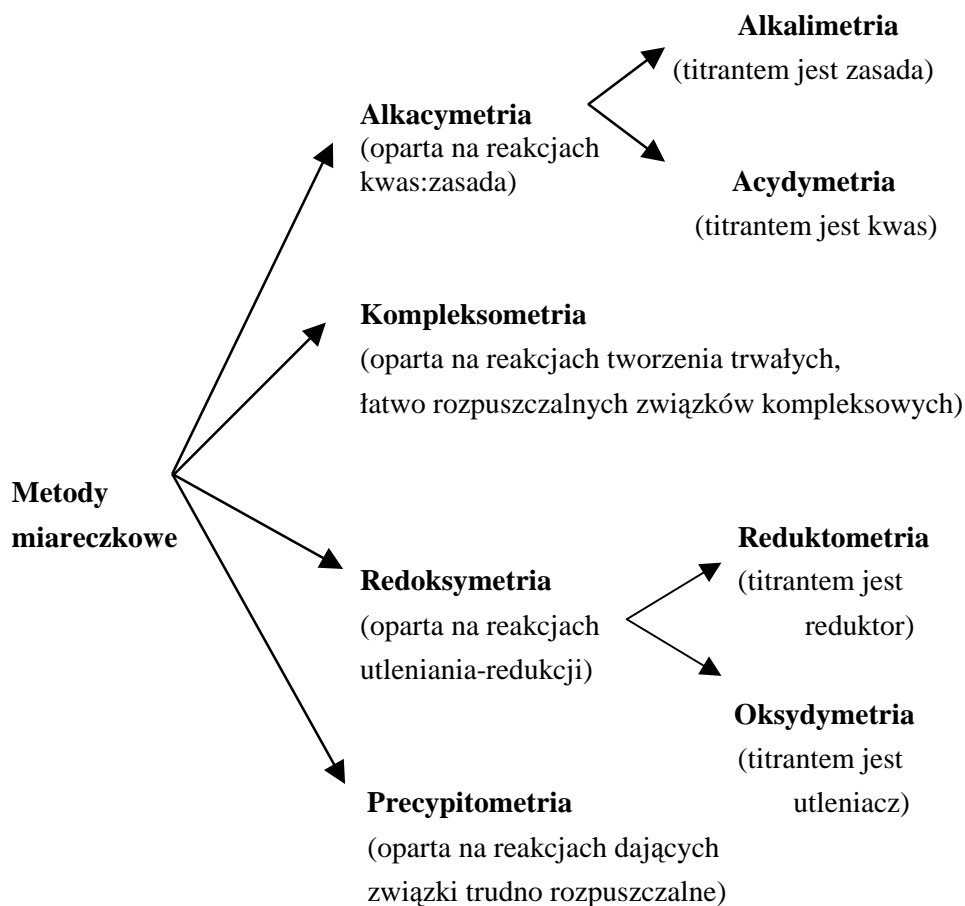 Metody
miareczkowe
Alkacymetria
(oparta na reakcjach
kwas:zasada)
Alkalimetria
(titrantem jest zasada)
Acydymetria
(titrantem jest kwas)
Kompleksometria
(oparta na reakcjach tworzenia trwałych,
łatwo rozpuszczalnych związków kompleksowych)
Redoksymetria
(oparta na reakcjach
utleniania-redukcji)
Reduktometria
(titrantem jest
reduktor)
Oksydymetria
(titrantem jest
utleniacz)
Precypitometria
(oparta na reakcjach dających
związki trudno rozpuszczalne)